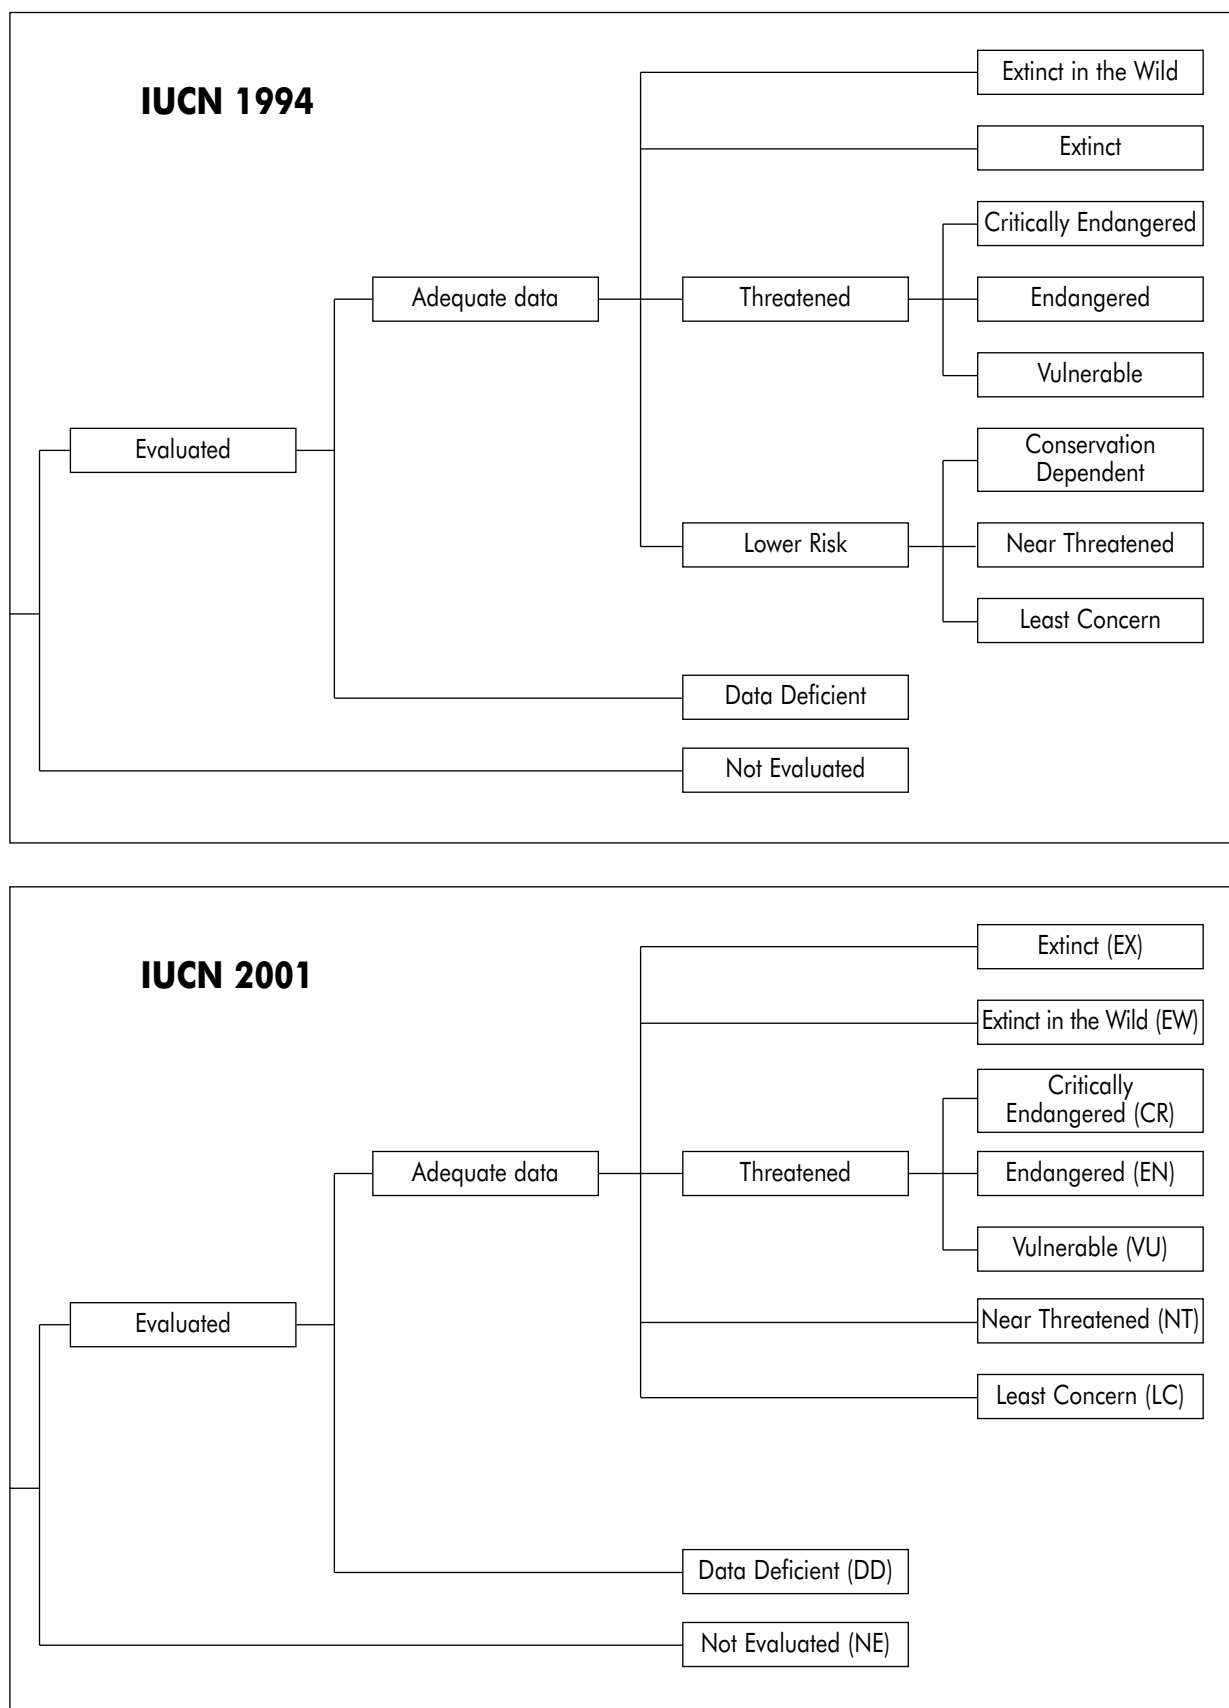 IUCN 1994
Extinct in the Wild
Extinct
Critically Endangered
Adequate data
Threatened
Endangered
Vulnerable
Evaluated
Conservation
Dependent
Lower Risk
Near Threatened
Least Concern
Data Deficient
Not Evaluated
IUCN 2001
Extinct (EX)
Extinct in the Wild (EW)
Critically
Endangered (CR)
Adequate data
Threatened
Endangered (EN)
Vulnerable (VU)
Evaluated
Near Threatened (NT)
Least Concern (LC)
Data Deficient (DD)
Not Evaluated (NE)